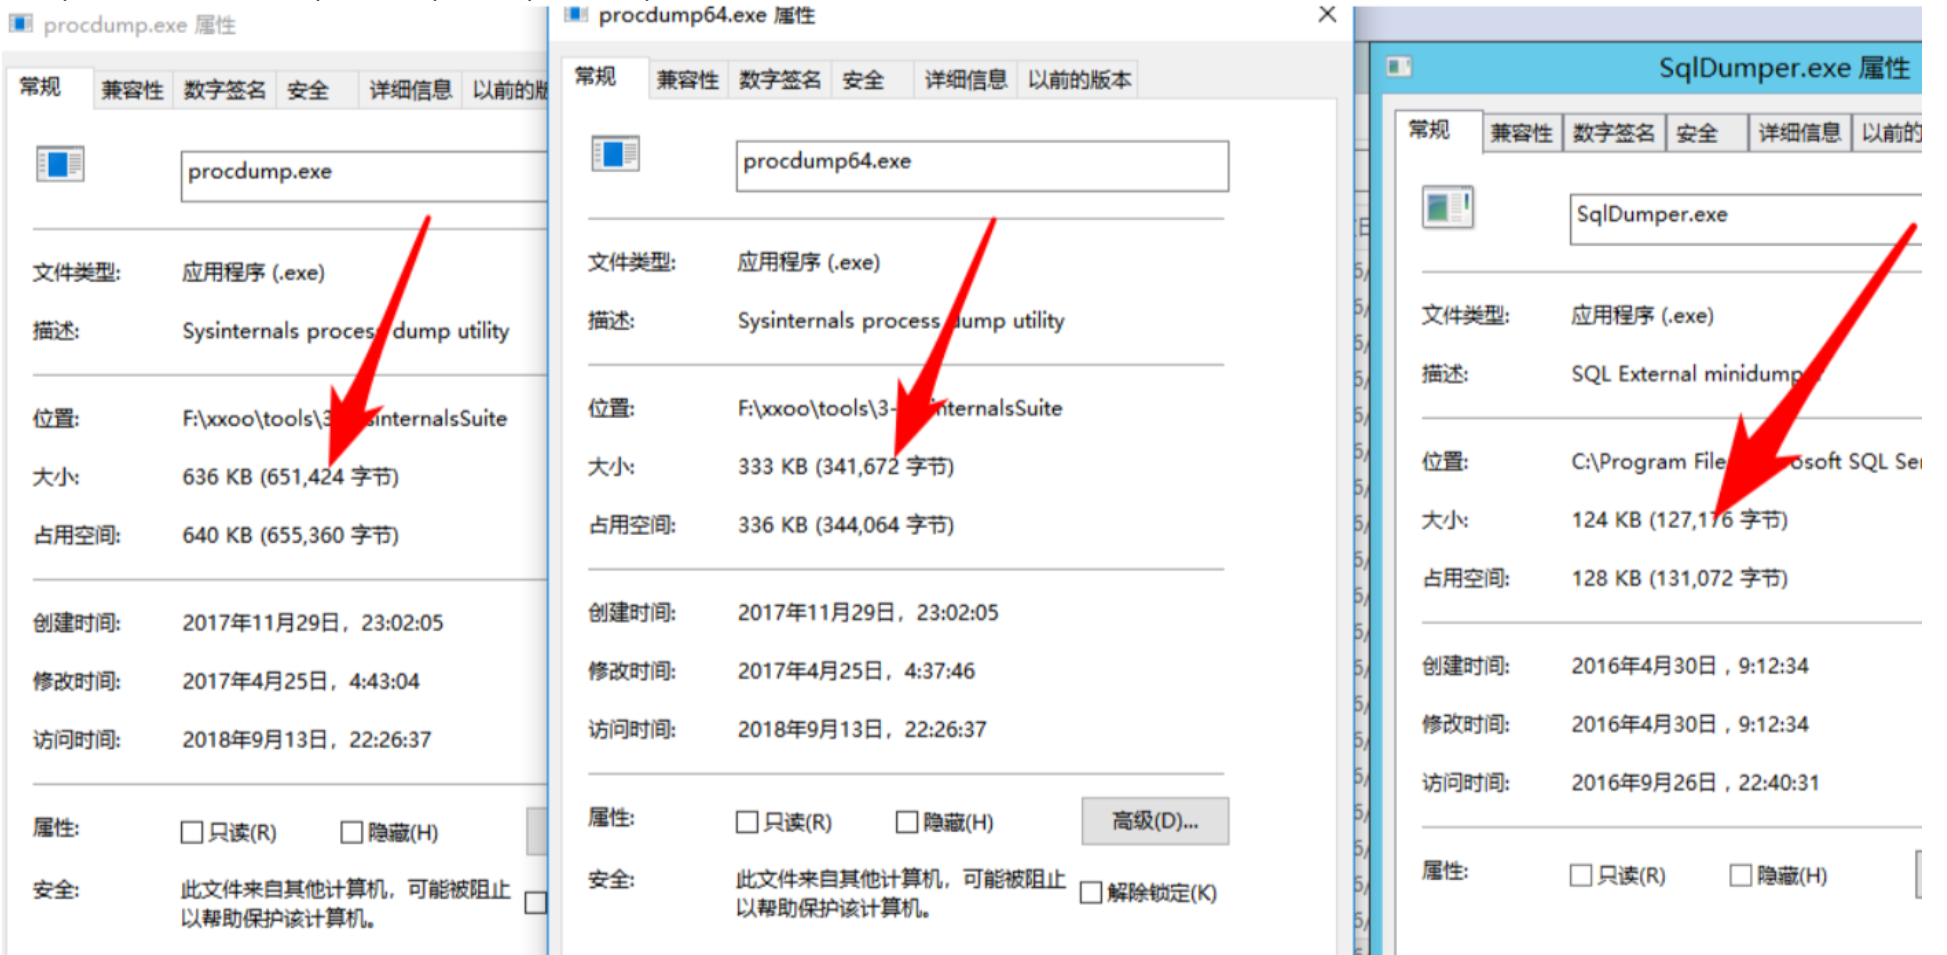 procdump.exe 属性
常规 兼容性 数字签名 安全 详细信息 以前的版
procdump.exe
文件类型: 应用程序 (.exe)
描述: Sysinternals process dump utility
位置: F:\xxoo\tools\3 sinternalsSuite
大小: 636 KB (651,424 字节)
占用空间: 640 KB (655,360 字节)
创建时间: 2017年11月29日，23:02:05
修改时间: 2017年4月25日，4:43:04
访问时间: 2018年9月13日，22:26:37
属性: 只读(R) 隐藏(H)
安全: 此文件来自其他计算机，可能被阻止
以帮助保护该计算机。
procdump64.exe 属性
常规 兼容性 数字签名 安全 详细信息 以前的版本
procdump64.exe
文件类型: 应用程序 (.exe)
描述: Sysinternals process dump utility
位置: F:\xxoo\tools\3- internalsSuite
大小: 333 KB (341,672 字节)
占用空间: 336 KB (344,064 字节)
创建时间: 2017年11月29日，23:02:05
修改时间: 2017年4月25日，4:37:46
访问时间: 2018年9月13日，22:26:37
属性: 只读(R) 隐藏(H) 高级(D)...
安全: 此文件来自其他计算机，可能被阻止 解除锁定(K)
以帮助保护该计算机。
SqlDumper.exe 属性
常规 兼容性 数字签名 安全 详细信息 以前的
SqlDumper.exe
文件类型: 应用程序 (.exe)
描述: SQL External minidumper
位置: C:\Program File osoft SQL Ser
大小: 124 KB (127,176 字节)
占用空间: 128 KB (131,072 字节)
创建时间: 2016年4月30日，9:12:34
修改时间: 2016年4月30日，9:12:34
访问时间: 2016年9月26日，22:40:31
属性: 只读(R) 隐藏(H)